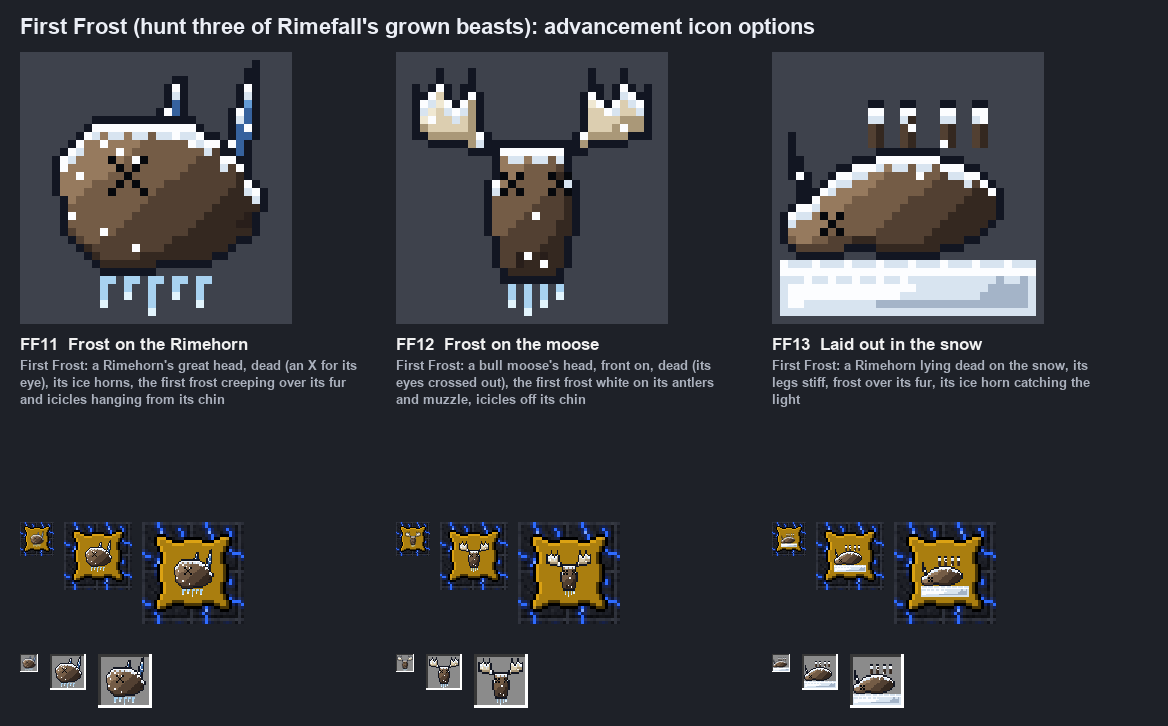 First Frost (hunt three of Rimefall's grown beasts): advancement icon options
FF11 Frost on the Rimehorn
First Frost: a Rimehorn's great head, dead (an X for its
eye), its ice horns, the first frost creeping over its fur
and icicles hanging from its chin
FF12 Frost on the moose
First Frost: a bull moose's head, front on, dead (its
eyes crossed out), the first frost white on its antlers
and muzzle, icicles off its chin
FF13 Laid out in the snow
First Frost: a Rimehorn lying dead on the snow, its
legs stiff, frost over its fur, its ice horn catching the
light